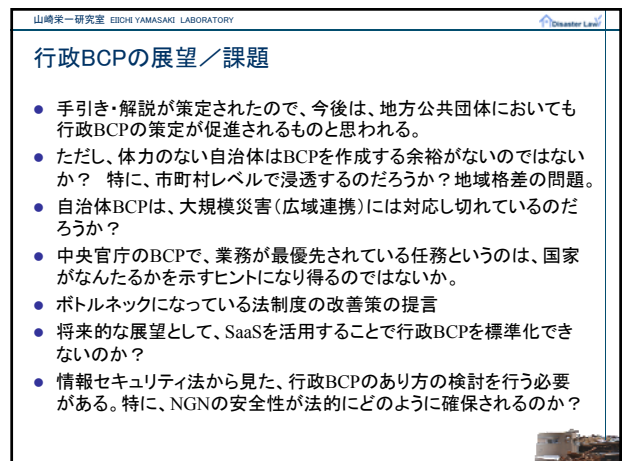 山崎栄一研究室 EIICHI YAMASAKI LABORATORY
Disaster Law
行政BCPの展望／課題
● 手引き・解説が策定されたので、今後は、地方公共団体においても
行政BCPの策定が促進されるものと思われる。
● ただし、体力のない自治体はBCPを作成する余裕がないのではない
か？　特に、市町村レベルで浸透するのだろうか？地域格差の問題。
● 自治体BCPは、大規模災害（広域連携）には対応し切れているのだ
ろうか？
● 中央官庁のBCPで、業務が最優先されている任務というのは、国家
がなんたるかを示すヒントになり得るのではないか。
● ボトルネックになっている法制度の改善策の提言
● 将来的な展望として、SaaSを活用することで行政BCPを標準化でき
ないのか？
● 情報セキュリティ法から見た、行政BCPのあり方の検討を行う必要
がある。特に、NGNの安全性が法的にどのように確保されるのか？